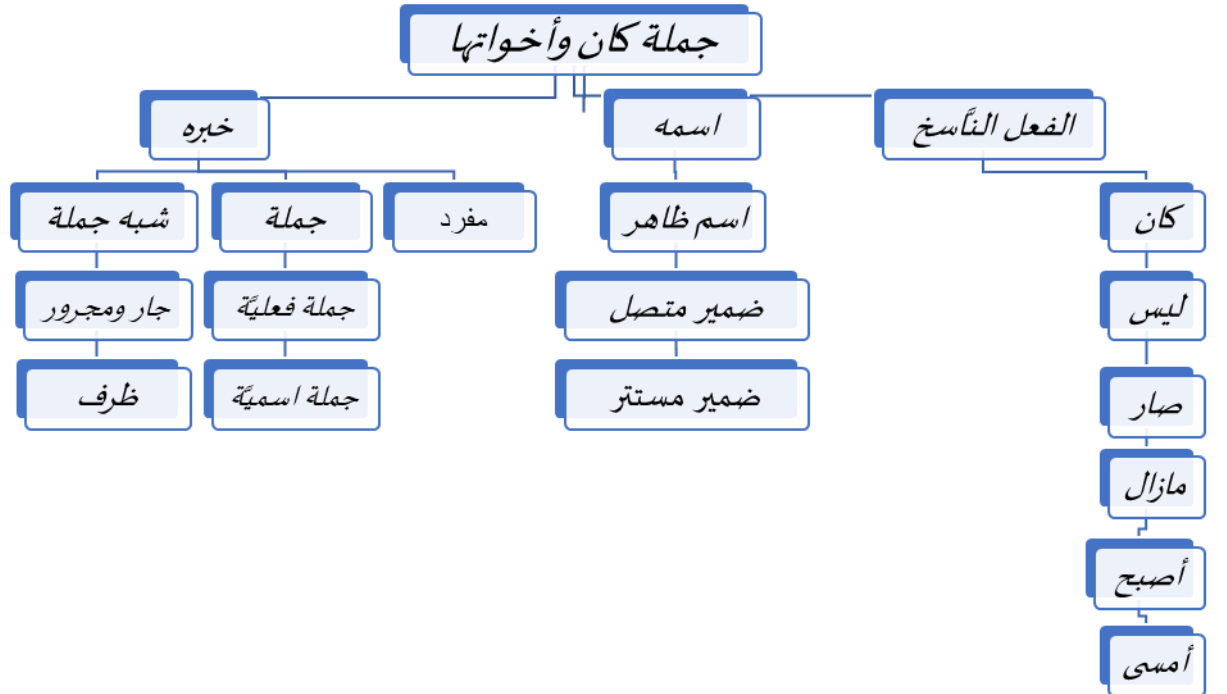 جملة كان وأخواتها
الفعل النَّاسخ
اسمه
خبره
كان
ليس
صار
مازال
أصبح
أمسى
اسم ظاهر
ضمير متصل
ضمير مستتر
مفرد
جملة
جملة فعليَّة
جملة اسميَّة
شبه جملة
جار ومجرور
ظرف